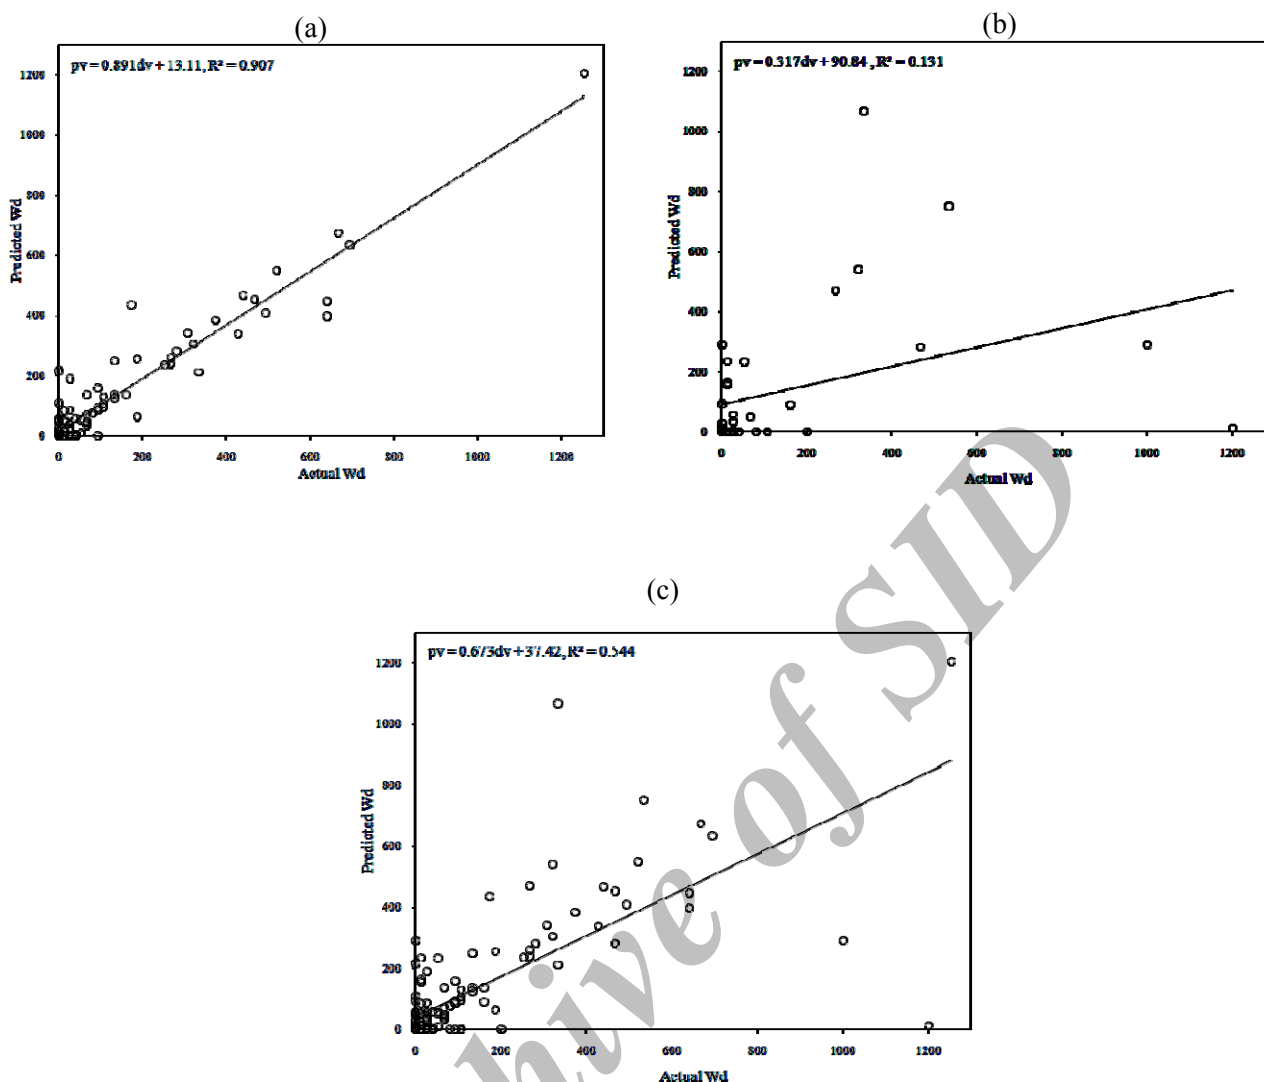 (a)
pv = 0.891dv + 13.11, R² = 0.907
1200
1000
800
600
400
200
0
Predicted Wd
0 200 400 600 800 1000 1200
Actual Wd
(b)
pv = 0.317dv + 90.84 , R² = 0.131
1200
1000
800
600
400
200
0
Predicted Wd
0 200 400 600 800 1000 1200
Actual Wd
(c)
pv = 0.673dv + 37.42, R² = 0.544
1200
1000
800
600
400
200
0
Predicted Wd
0 200 400 600 800 1000 1200
Actual Wd
hive of SID